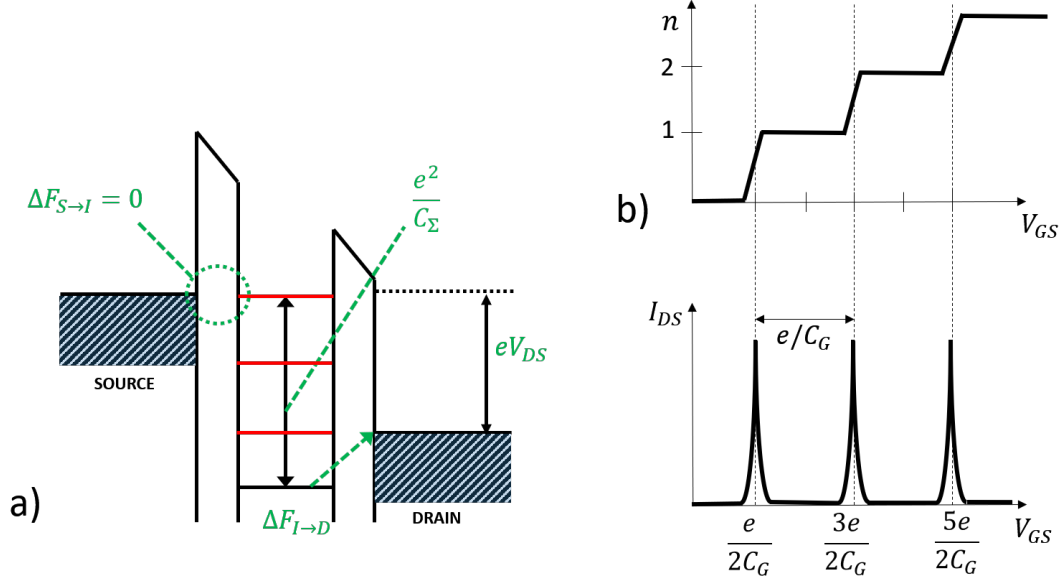 ΔF_{S→I} = 0
e²/C_Σ
eV_{DS}
SOURCE
ΔF_{I→D}
DRAIN
a)
n
2
1
V_{GS}
b)
I_{DS}
e/C_G
e/2C_G 3e/2C_G 5e/2C_G
V_{GS}